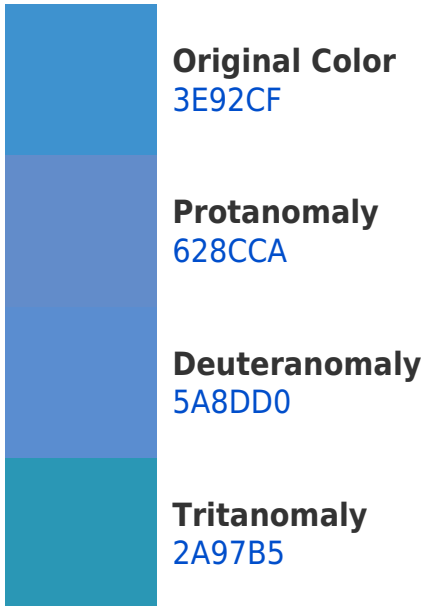 Original Color
3E92CF
Protanomaly
628CCA
Deuteranomaly
5A8DD0
Tritanomaly
2A97B5